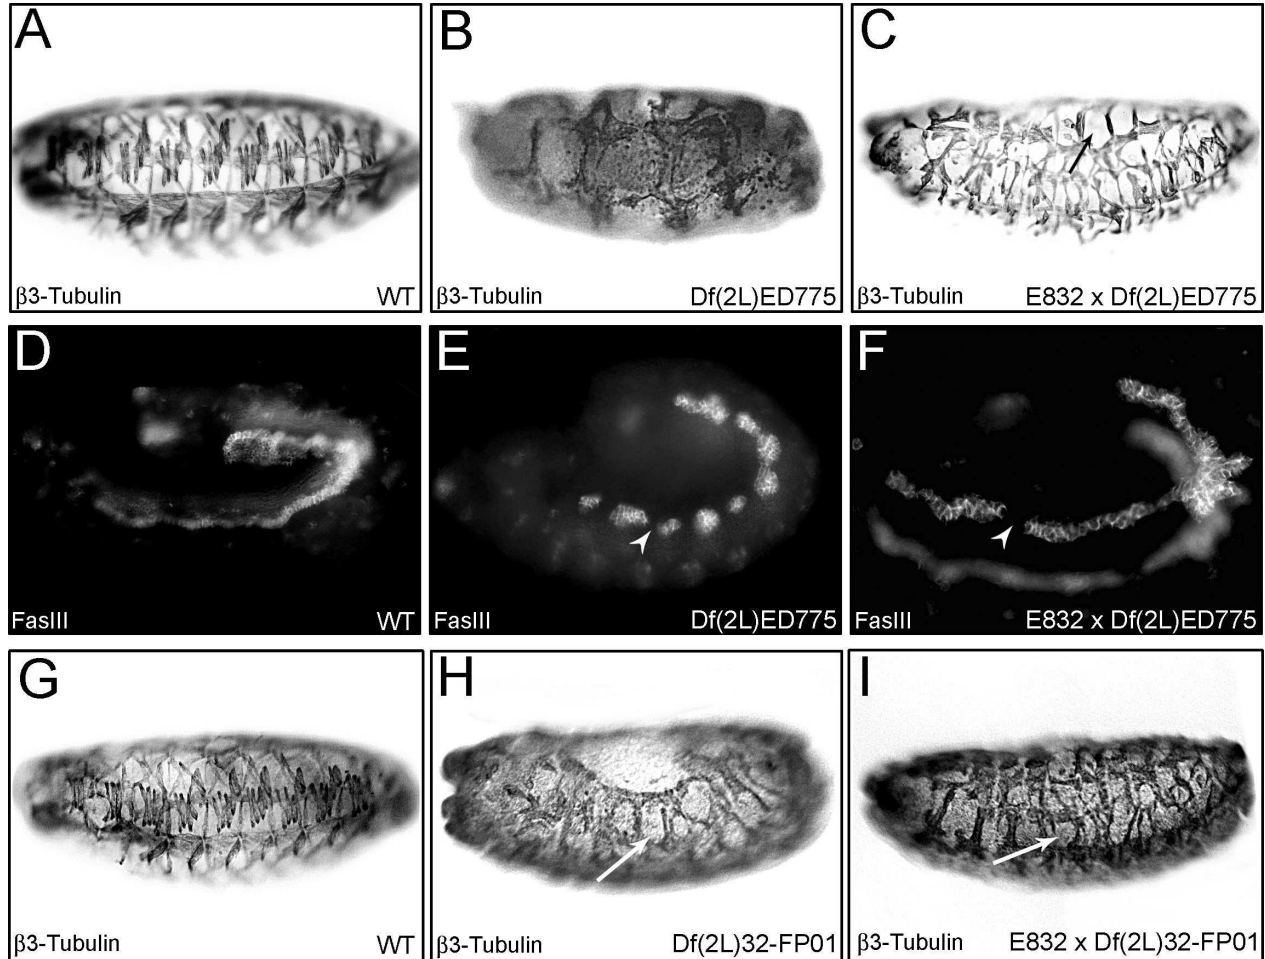 A
β3-Tubulin WT
B
β3-Tubulin Df(2L)ED775
C
β3-Tubulin E832 x Df(2L)ED775
D
FasIII WT
E
FasIII Df(2L)ED775
F
FasIII E832 x Df(2L)ED775
G
β3-Tubulin WT
H
β3-Tubulin Df(2L)32-FP01
I
β3-Tubulin E832 x Df(2L)32-FP01